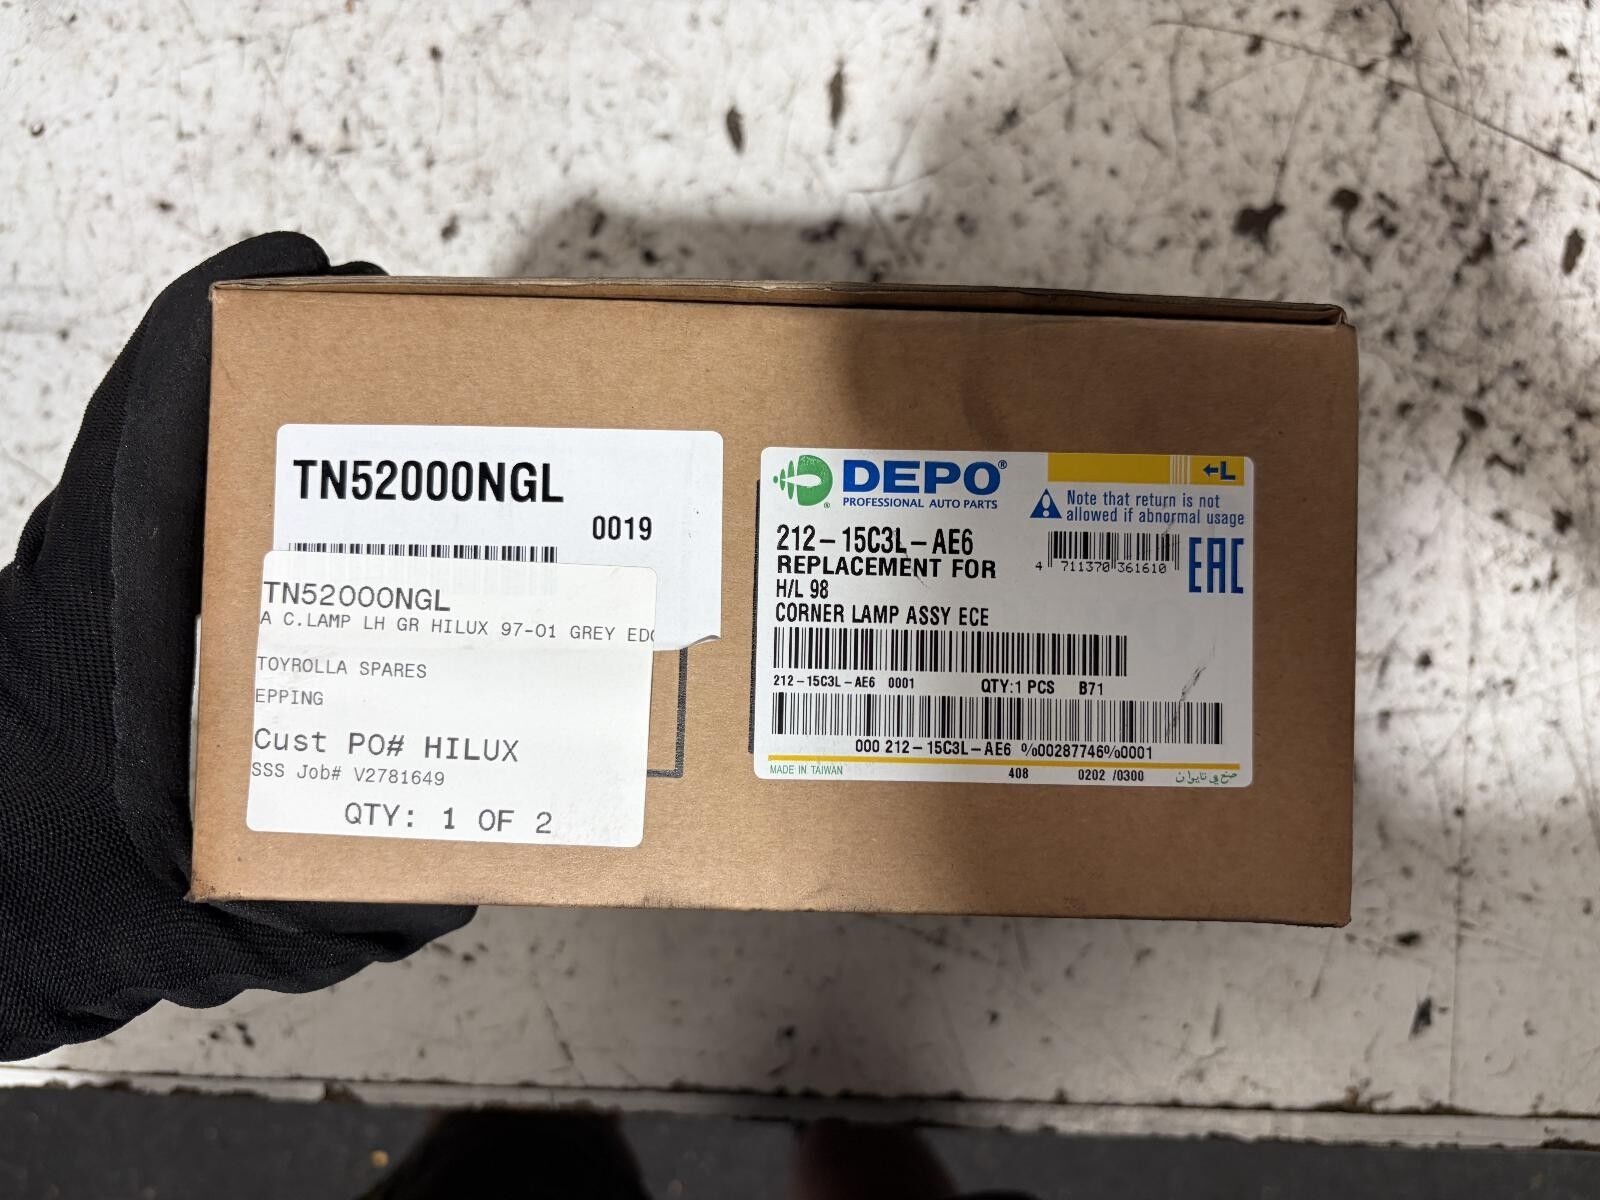 TN52000NGL
0019
TN52000NGL
A C.LAMP LH GR HILUX 97-01 GREY
TOYROLLA SPARES
EPPING
Cust PO# HILUX
SSS Job# V2781649
QTY: 1 OF 2
DEPO®
PROFESSIONAL AUTO PARTS
←L
Note that return is not
allowed if abnormal usage
212-15C3L-AE6
REPLACEMENT FOR
H/L 98
CORNER LAMP ASSY ECE
4 711370 361610
EAC
212-15C3L-AE6 0001 QTY:1 PCS B71
000 212-15C3L-AE6 %00287746%0001
MADE IN TAIWAN 408 0202 /0300 صنع في تايوان